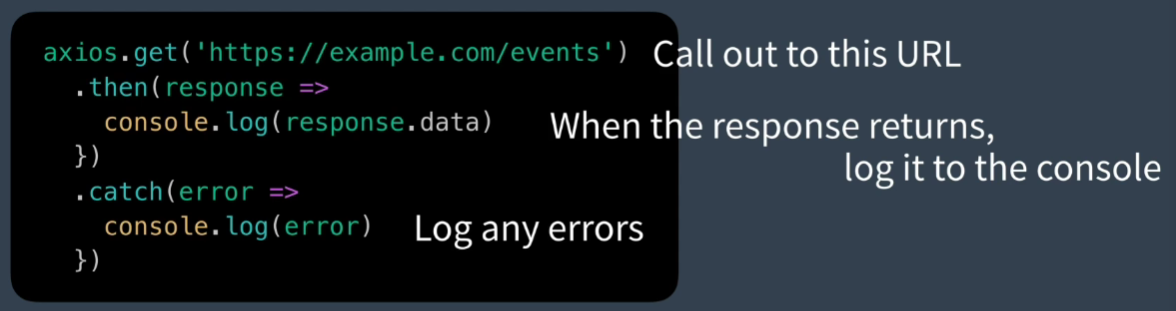 axios.get('https://example.com/events') Call out to this URL
.then(response =>
console.log(response.data) When the response returns,
log it to the console
})
.catch(error =>
console.log(error) Log any errors
})